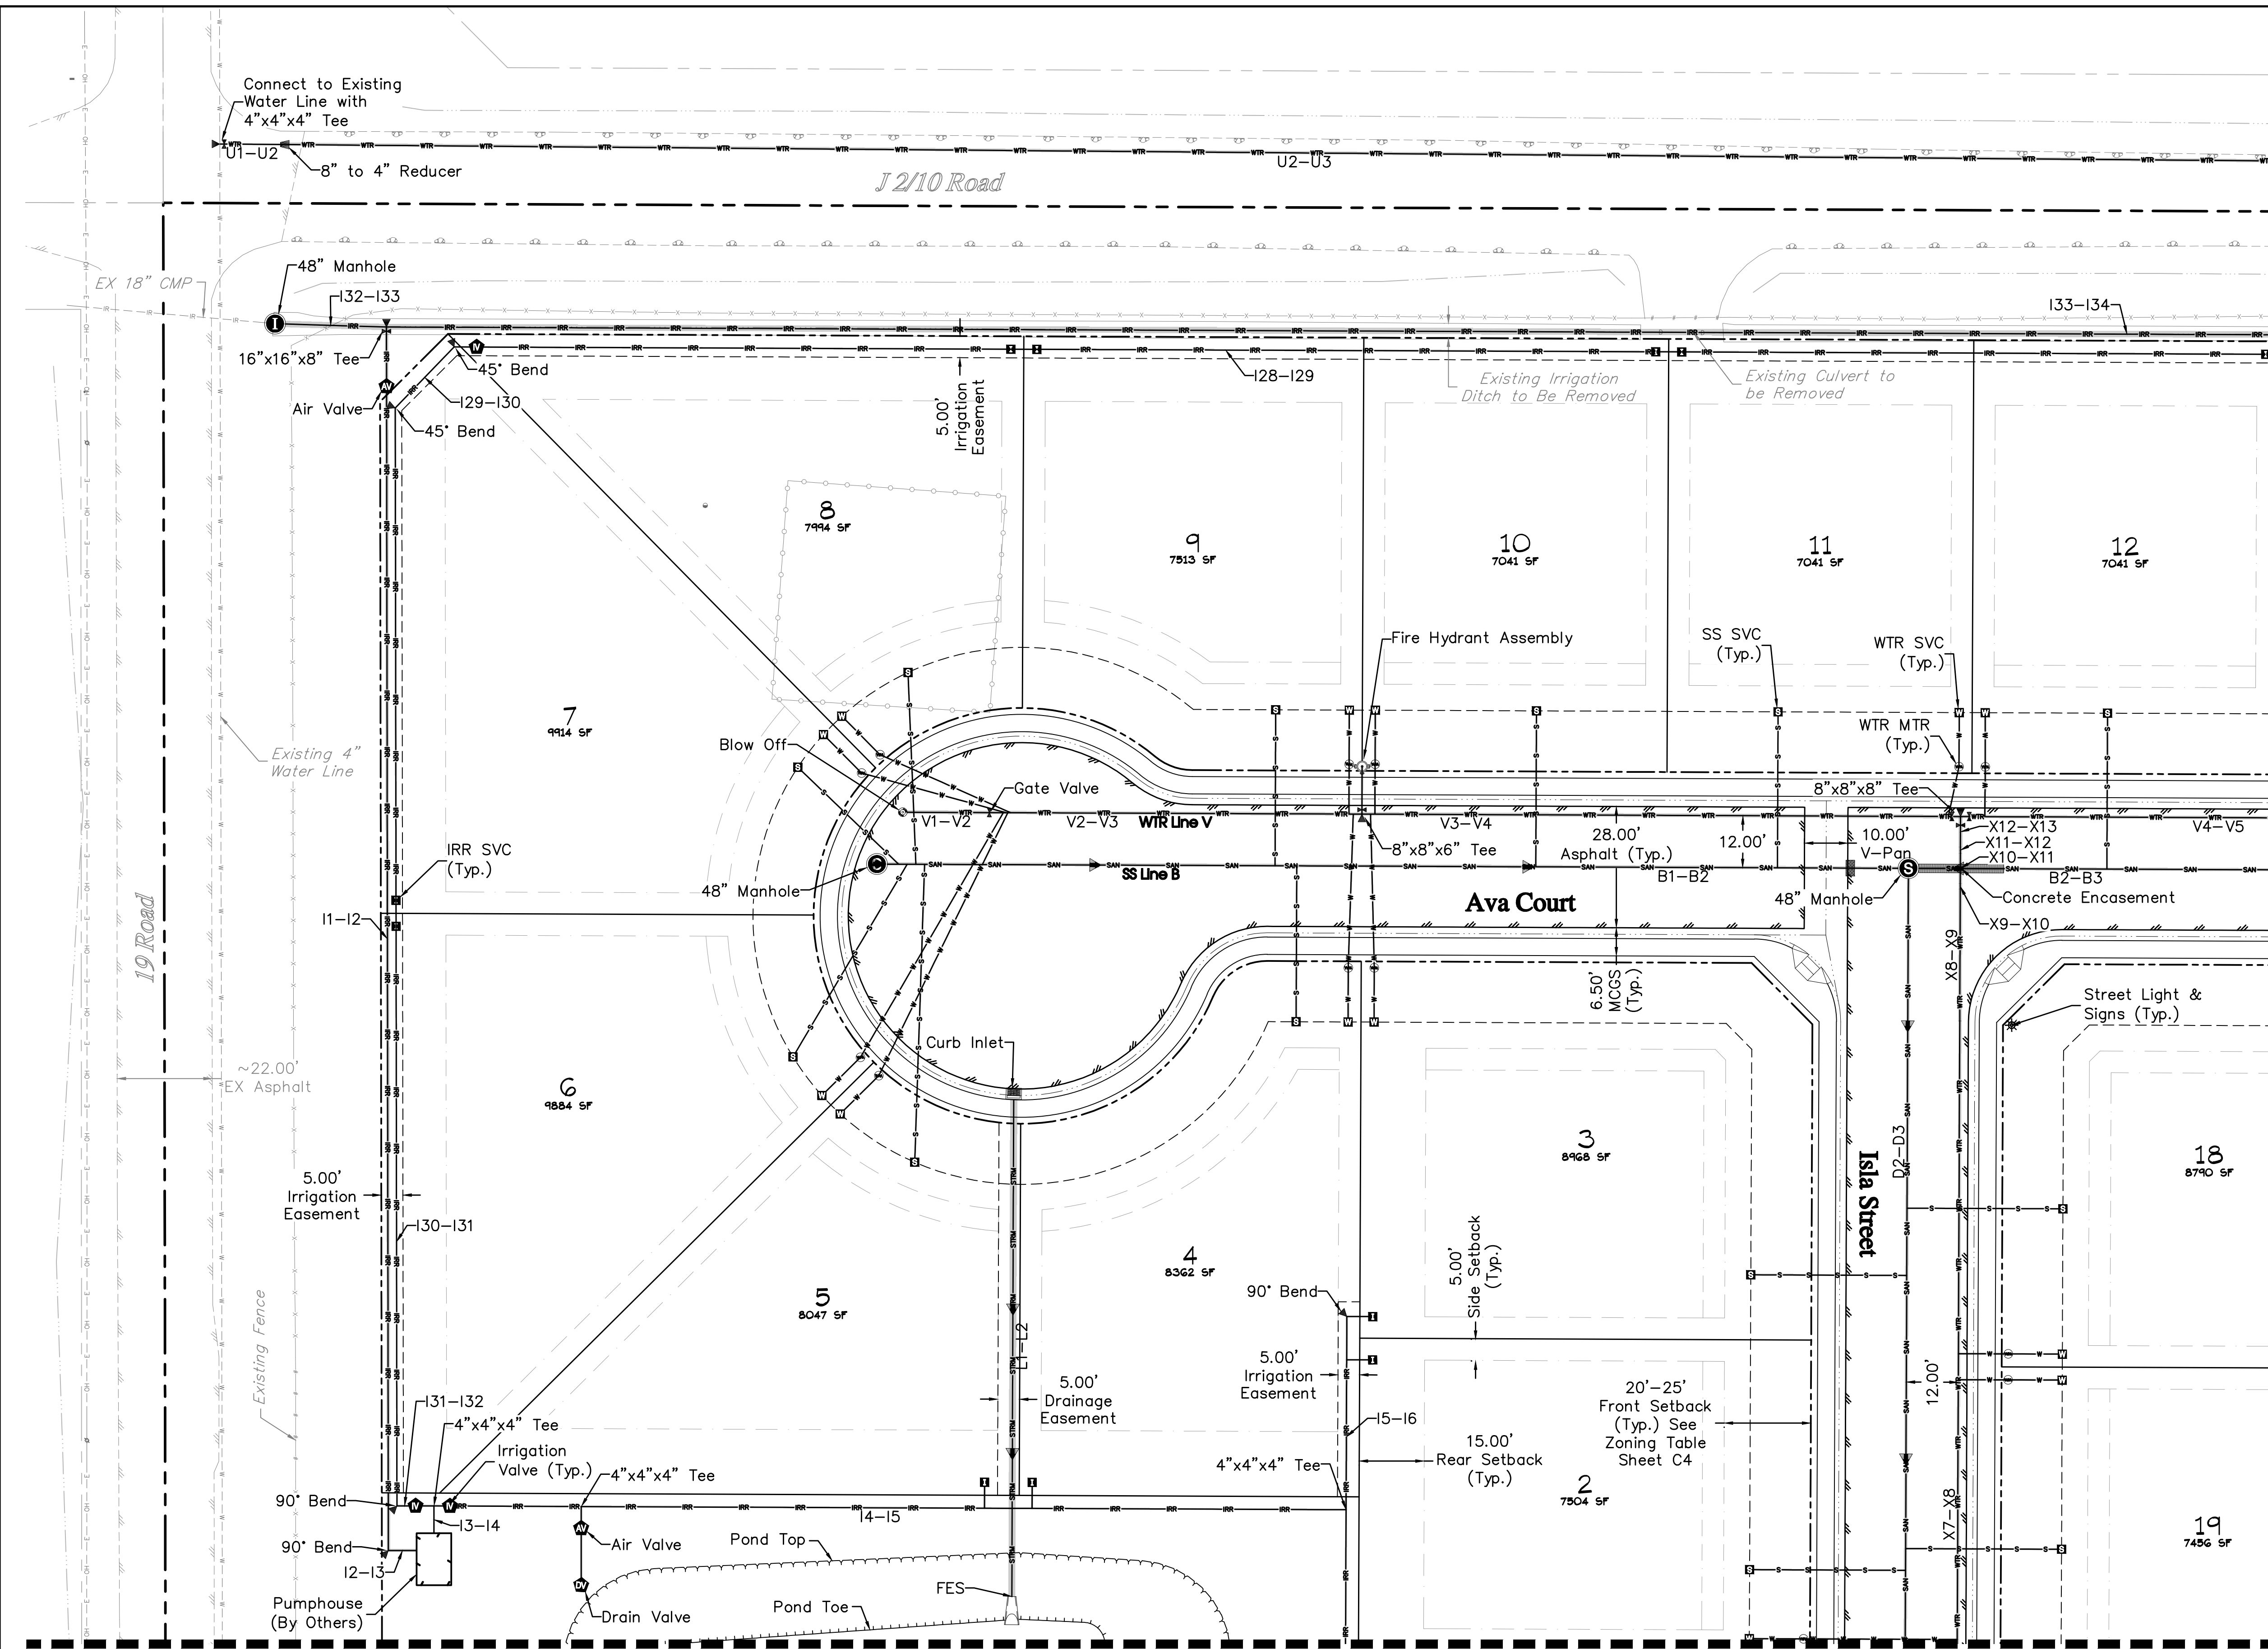 Connect to Existing
Water Line with
4"x4"x4" Tee
U1-U2
8" to 4" Reducer
U2-U3
J 2/10 Road
EX 18" CMP
48" Manhole
I32-I33
I33-I34
16"x16"x8" Tee
45° Bend
I28-I29
Air Valve
I29-I30
45° Bend
5.00'
Irrigation
Easement
Existing Irrigation
Ditch to Be Removed
Existing Culvert to
be Removed
8
7994 SF
9
7513 SF
10
7041 SF
11
7041 SF
12
7041 SF
Fire Hydrant Assembly
SS SVC
(Typ.)
WTR SVC
(Typ.)
7
9914 SF
Existing 4"
Water Line
Blow Off
Gate Valve
WTR MTR
(Typ.)
8"x8"x8" Tee
V1-V2
V2-V3
WTR Line V
V3-V4
V4-V5
8"x8"x6" Tee
28.00'
Asphalt (Typ.)
12.00'
10.00'
V-Pan
X12-X13
X11-X12
X10-X11
IRR SVC
(Typ.)
48" Manhole
SS Line B
B1-B2
B2-B3
48" Manhole
Concrete Encasement
Ava Court
X9-X10
X8-X9
I1-I2
19 Road
6.50'
MCGS
(Typ.)
Street Light &
Signs (Typ.)
Curb Inlet
~22.00'
EX Asphalt
6
9884 SF
3
8968 SF
Isla Street
D2-D3
18
8790 SF
5.00'
Irrigation
Easement
I30-I31
4
8362 SF
5
8047 SF
90° Bend
5.00'
Side Setback
(Typ.)
L1-L2
Existing Fence
5.00'
Drainage
Easement
5.00'
Irrigation
Easement
I5-I6
20'-25'
Front Setback
(Typ.) See
Zoning Table
Sheet C4
12.00'
I31-I32
4"x4"x4" Tee
Irrigation
Valve (Typ.)
4"x4"x4" Tee
4"x4"x4" Tee
15.00'
Rear Setback
(Typ.)
2
7504 SF
90° Bend
I3-I4
I4-I5
X7-X8
19
7456 SF
90° Bend
I2-I3
Air Valve
Pond Top
FES
Pumphouse
(By Others)
Drain Valve
Pond Toe